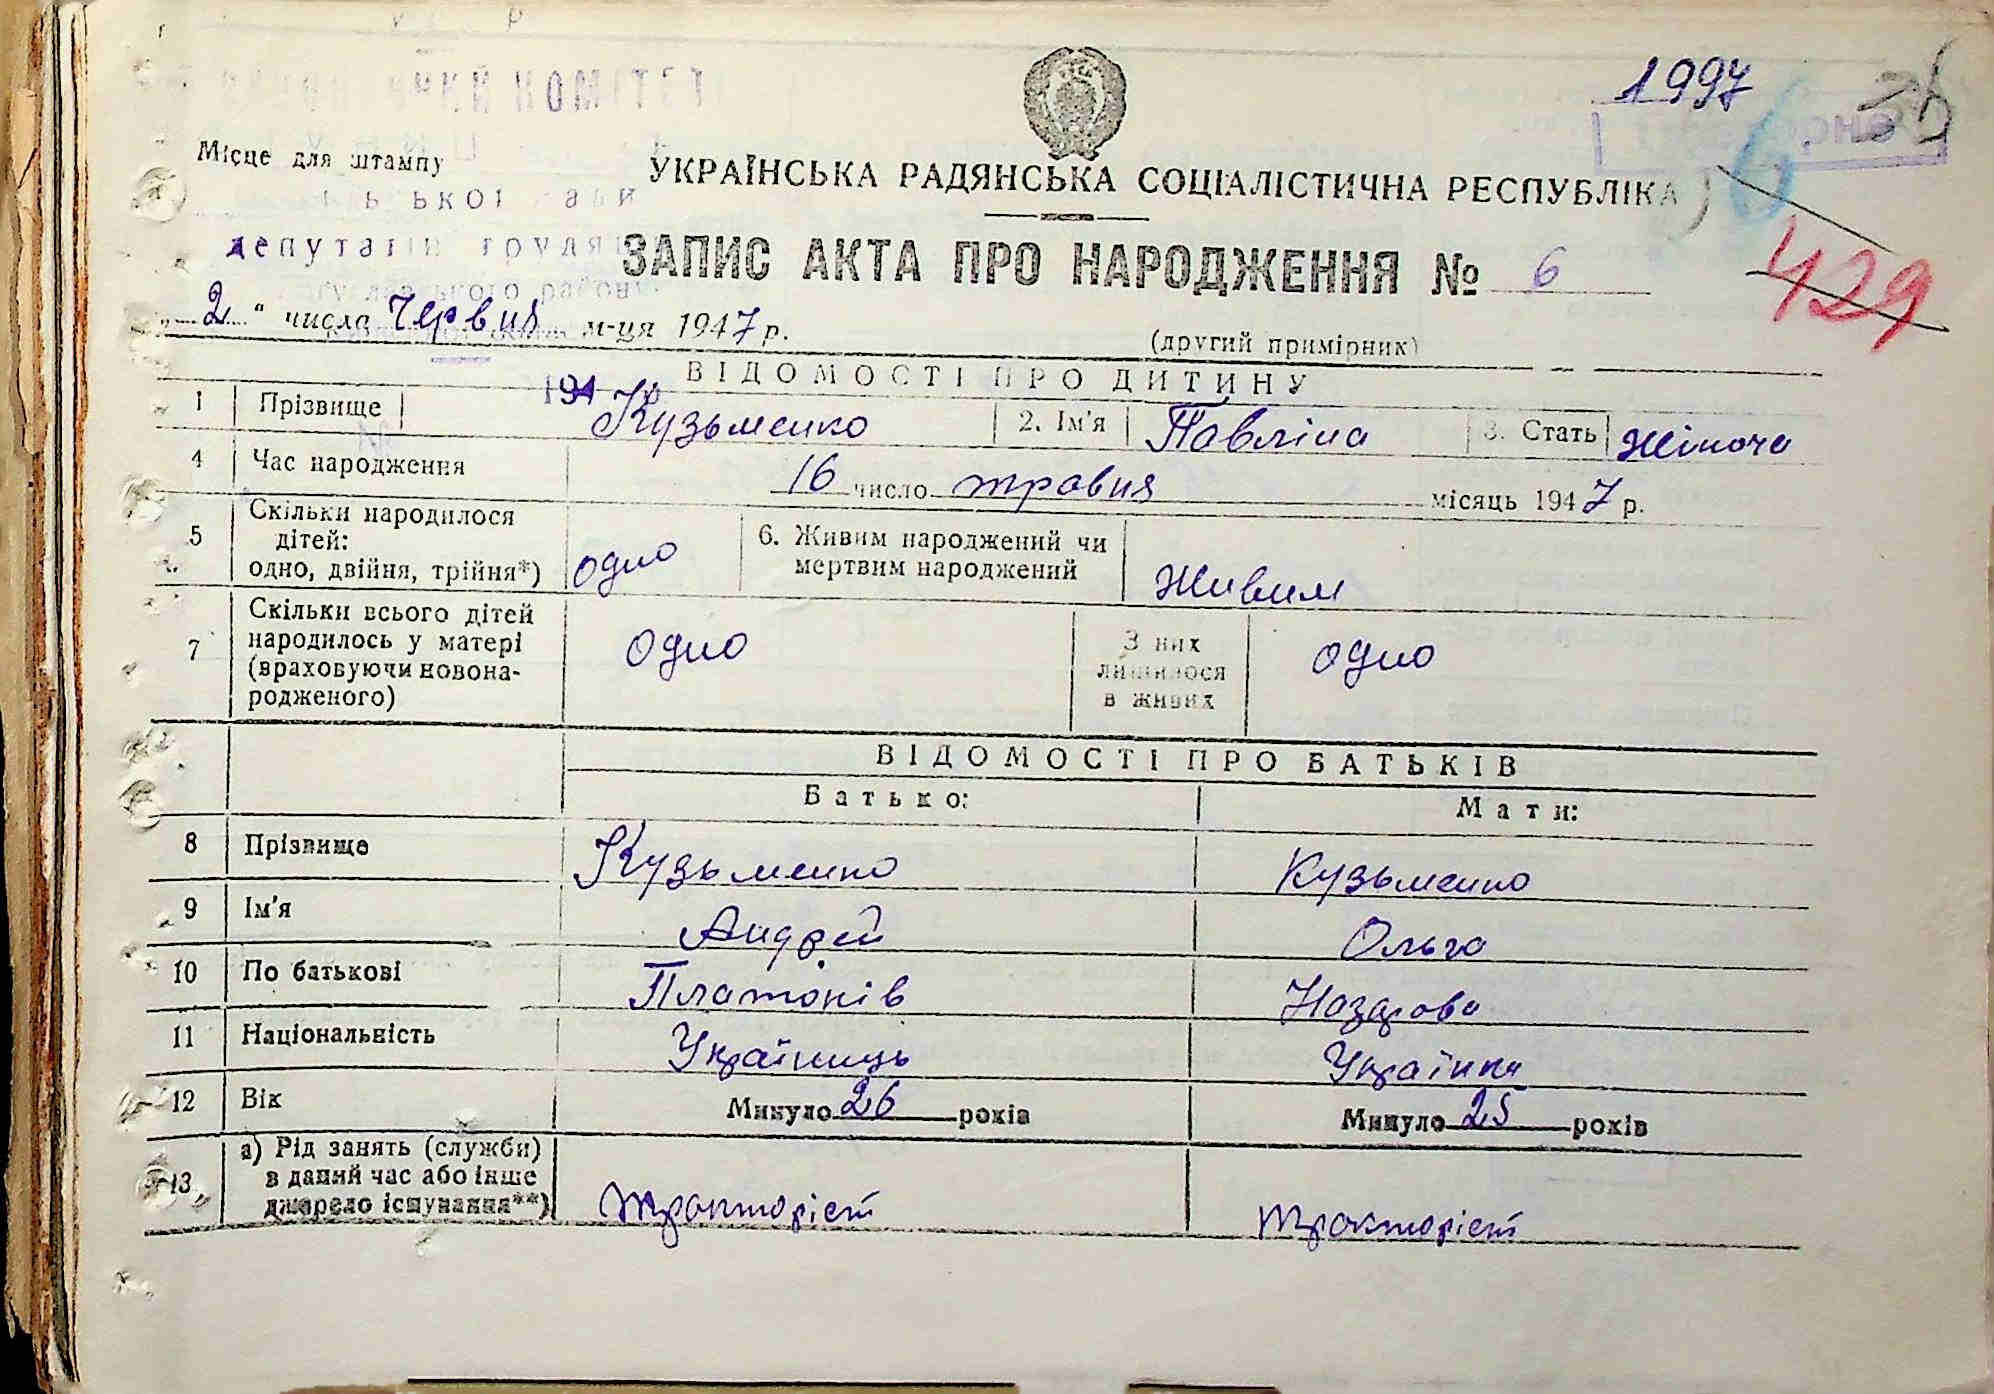 1997
Місце для штампу
УКРАЇНСЬКА РАДЯНСЬКА СОЦІАЛІСТИЧНА РЕСПУБЛІКА
депутатів трудя
ЗАПИС АКТА ПРО НАРОДЖЕННЯ № 6
429
2 " числа Червня м-ця 1947 р.
(другий примірник)
194
ВІДОМОСТІ ПРО ДИТИНУ
1 Прізвище Кузьменко 2. Ім'я Павліна 3. Стать жіноча
4 Час народження 16 число травня місяць 1947 р.
5 Скільки народилося дітей: одно, двійня, трійня*) одно 6. Живим народжений чи мертвим народжений Живим
7 Скільки всього дітей народилось у матері (враховуючи новонародженого) одно З них лишилося в живих одно
ВІДОМОСТІ ПРО БАТЬКІВ
Батько: Мати:
8 Прізвище Кузьменко Кузьменко
9 Ім'я Андрей Ольга
10 По батькові Платонів Назарова
11 Національність Українць Українка
12 Вік Минуло 26 років Минуло 25 років
13 а) Рід занять (служби) в даний час або інше джерело існування**) тракторіст тракторіст